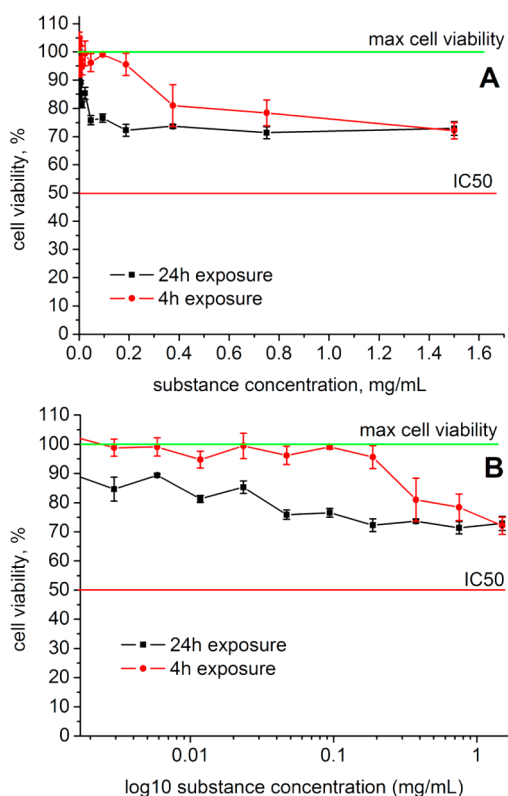 110
100
90
80
70
60
50
40
30
20
10
0
cell viability, %
max cell viability
A
IC50
24h exposure
4h exposure
0.0 0.2 0.4 0.6 0.8 1.0 1.2 1.4 1.6
substance concentration, mg/mL
110
100
90
80
70
60
50
40
30
20
10
0
cell viability, %
max cell viability
B
IC50
24h exposure
4h exposure
0.01 0.1 1
log10 substance concentration (mg/mL)